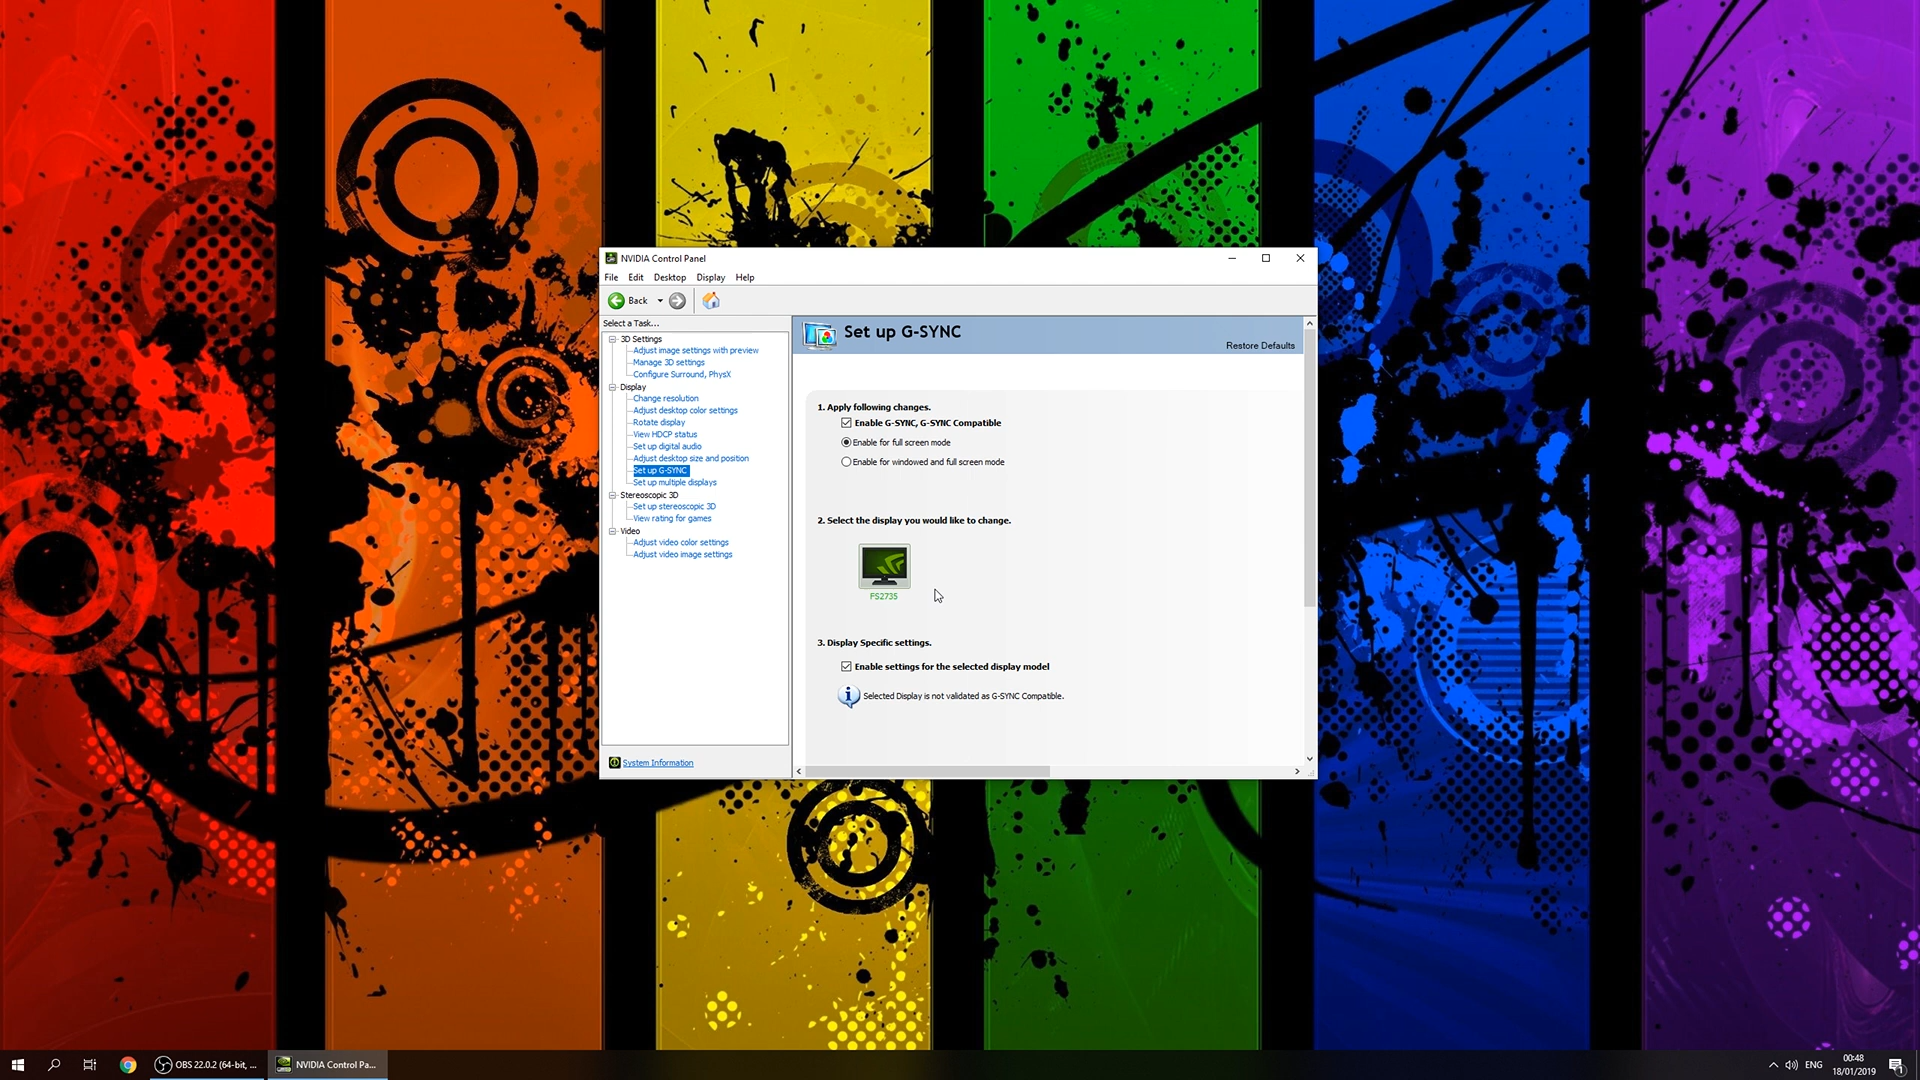 NVIDIA Control Panel
File Edit Desktop Display Help
Back
Select a Task...
3D Settings
Adjust image settings with preview
Manage 3D settings
Configure Surround, PhysX
Display
Change resolution
Adjust desktop color settings
Rotate display
View HDCP status
Set up digital audio
Adjust desktop size and position
Set up G-SYNC
Set up multiple displays
Stereoscopic 3D
Set up stereoscopic 3D
View rating for games
Video
Adjust video color settings
Adjust video image settings
System Information
Set up G-SYNC
Restore Defaults
1. Apply following changes.
Enable G-SYNC, G-SYNC Compatible
Enable for full screen mode
Enable for windowed and full screen mode
2. Select the display you would like to change.
FS2735
3. Display Specific settings.
Enable settings for the selected display model
Selected Display is not validated as G-SYNC Compatible.
OBS 22.0.2 (64-bit, ...
NVIDIA Control Pa...
ENG
00:48
18/01/2019
1